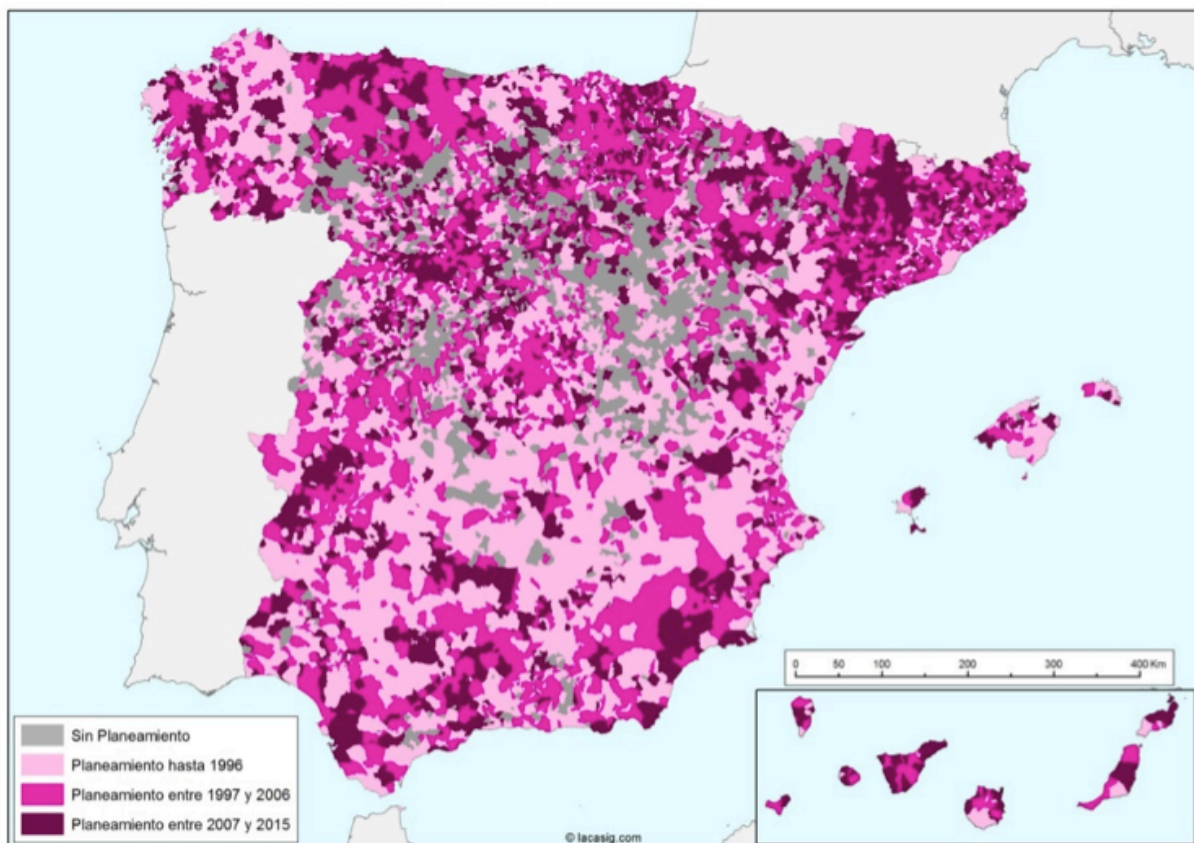 0 50 100 200 300 400 Km
Sin Planeamiento
Planeamiento hasta 1996
Planeamiento entre 1997 y 2006
Planeamiento entre 2007 y 2015
© lacasig.com